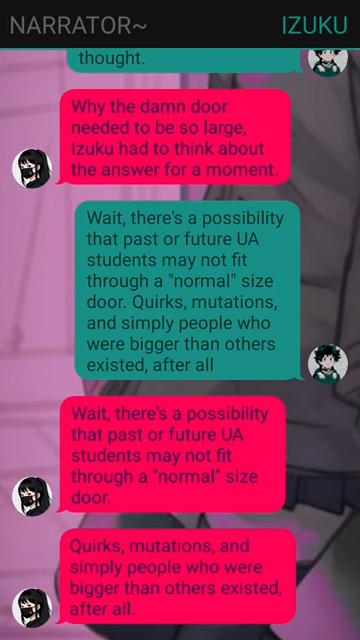 NARRATOR~ IZUKU
thought.
Why the damn door
needed to be so large,
Izuku had to think about
the answer for a moment.
Wait, there's a possibility
that past or future UA
students may not fit
through a "normal" size
door. Quirks, mutations,
and simply people who
were bigger than others
existed, after all
Wait, there's a possibility
that past or future UA
students may not fit
through a "normal" size
door.
Quirks, mutations, and
simply people who were
bigger than others existed,
after all.